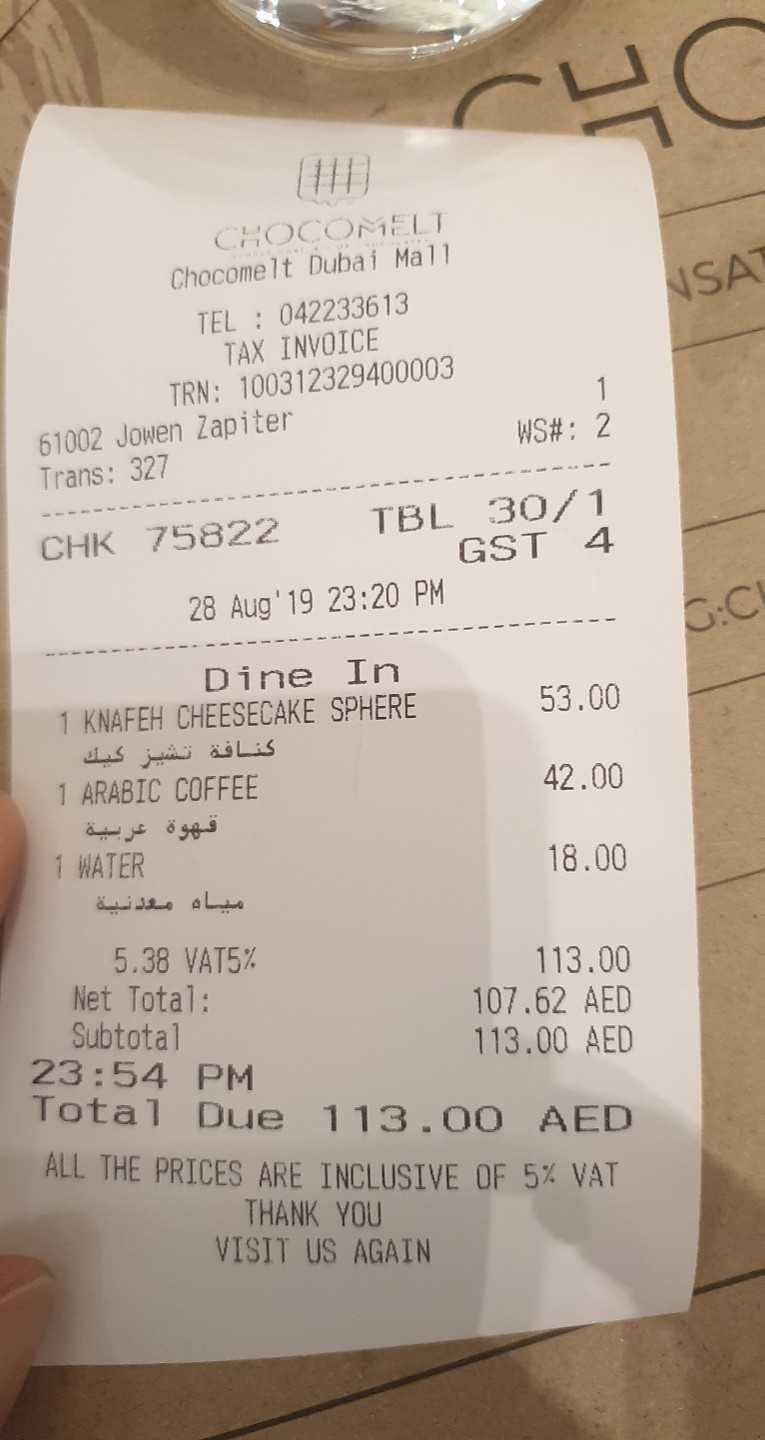 CHO
CHOCOMELT
Chocomelt Dubai Mall
TEL : 042233613
TAX INVOICE
TRN: 100312329400003
1
61002 Jowen Zapiter
WS#: 2
Trans: 327
CHK 75822 TBL 30/1
GST 4
28 Aug'19 23:20 PM
Dine In
1 KNAFEH CHEESECAKE SPHERE 53.00
كنافة تشيز كيك
1 ARABIC COFFEE 42.00
قهوة عربية
1 WATER 18.00
مياه معدنية
5.38 VAT5% 113.00
Net Total: 107.62 AED
Subtotal 113.00 AED
23:54 PM
Total Due 113.00 AED
ALL THE PRICES ARE INCLUSIVE OF 5% VAT
THANK YOU
VISIT US AGAIN
NSAT